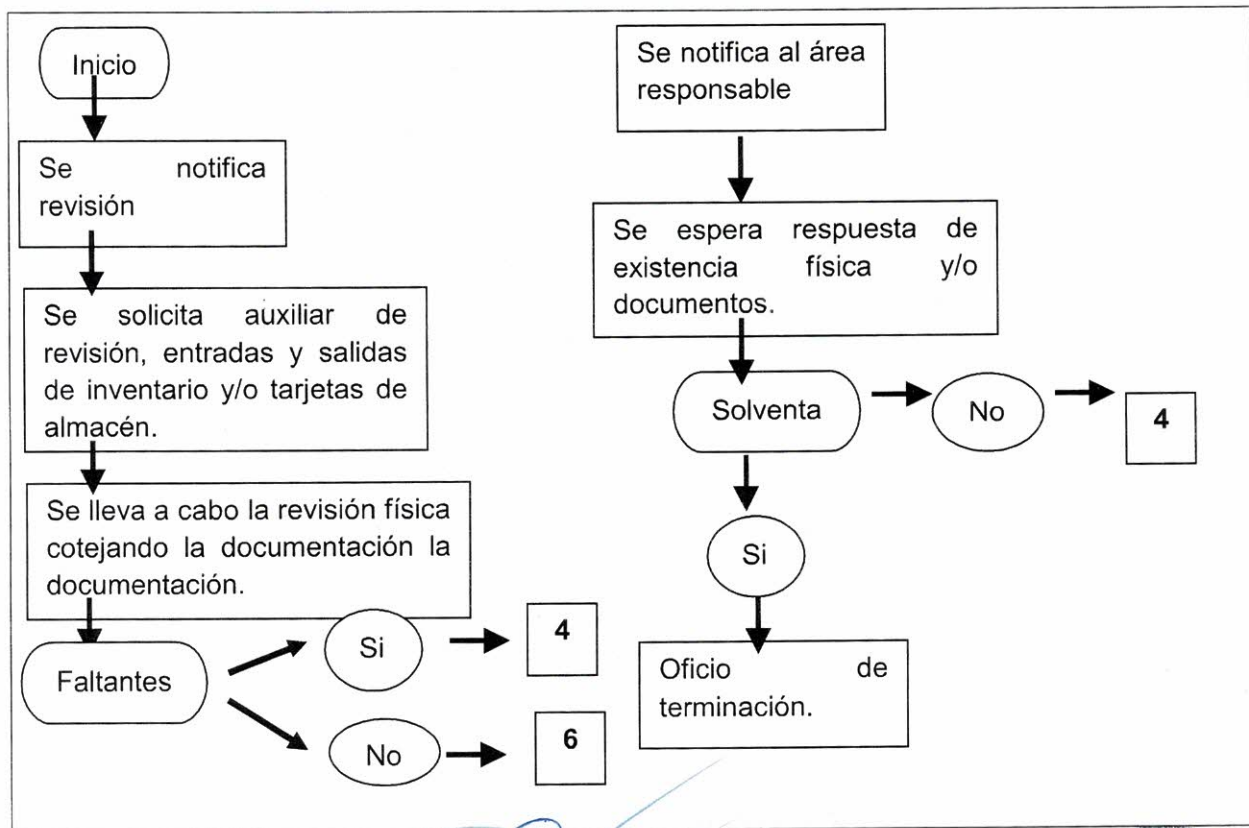 Inicio
Se notifica
revisión
Se solicita auxiliar de
revisión, entradas y salidas
de inventario y/o tarjetas de
almacén.
Se lleva a cabo la revisión física
cotejando la documentación la
documentación.
Faltantes
Si
4
No
6
Se notifica al área
responsable
Se espera respuesta de
existencia física y/o
documentos.
Solventa
No
4
Si
Oficio de
terminación.